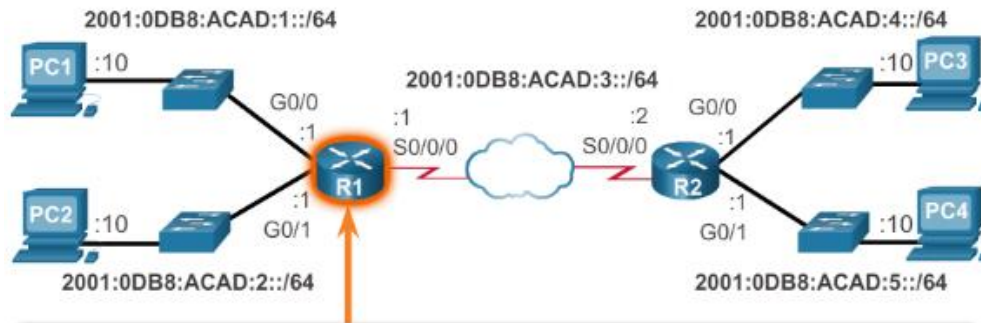 2001:0DB8:ACAD:1::/64
2001:0DB8:ACAD:4::/64
PC1
:10
:10
PC3
2001:0DB8:ACAD:3::/64
G0/0
:1
:1
S0/0/0
:2
S0/0/0
G0/0
:1
R1
R2
PC2
:10
:1
G0/1
:1
G0/1
:10
PC4
2001:0DB8:ACAD:2::/64
2001:0DB8:ACAD:5::/64